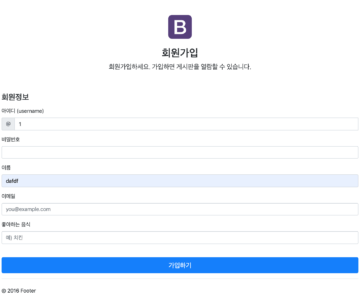 B
회원가입
회원가입하세요. 가입하면 게시판을 열람할 수 있습니다.
회원정보
아이디 (username)
@ 1
비밀번호
이름
dafdf
이메일
you@example.com
좋아하는 음식
예) 치킨
가입하기
© 2016 Footer